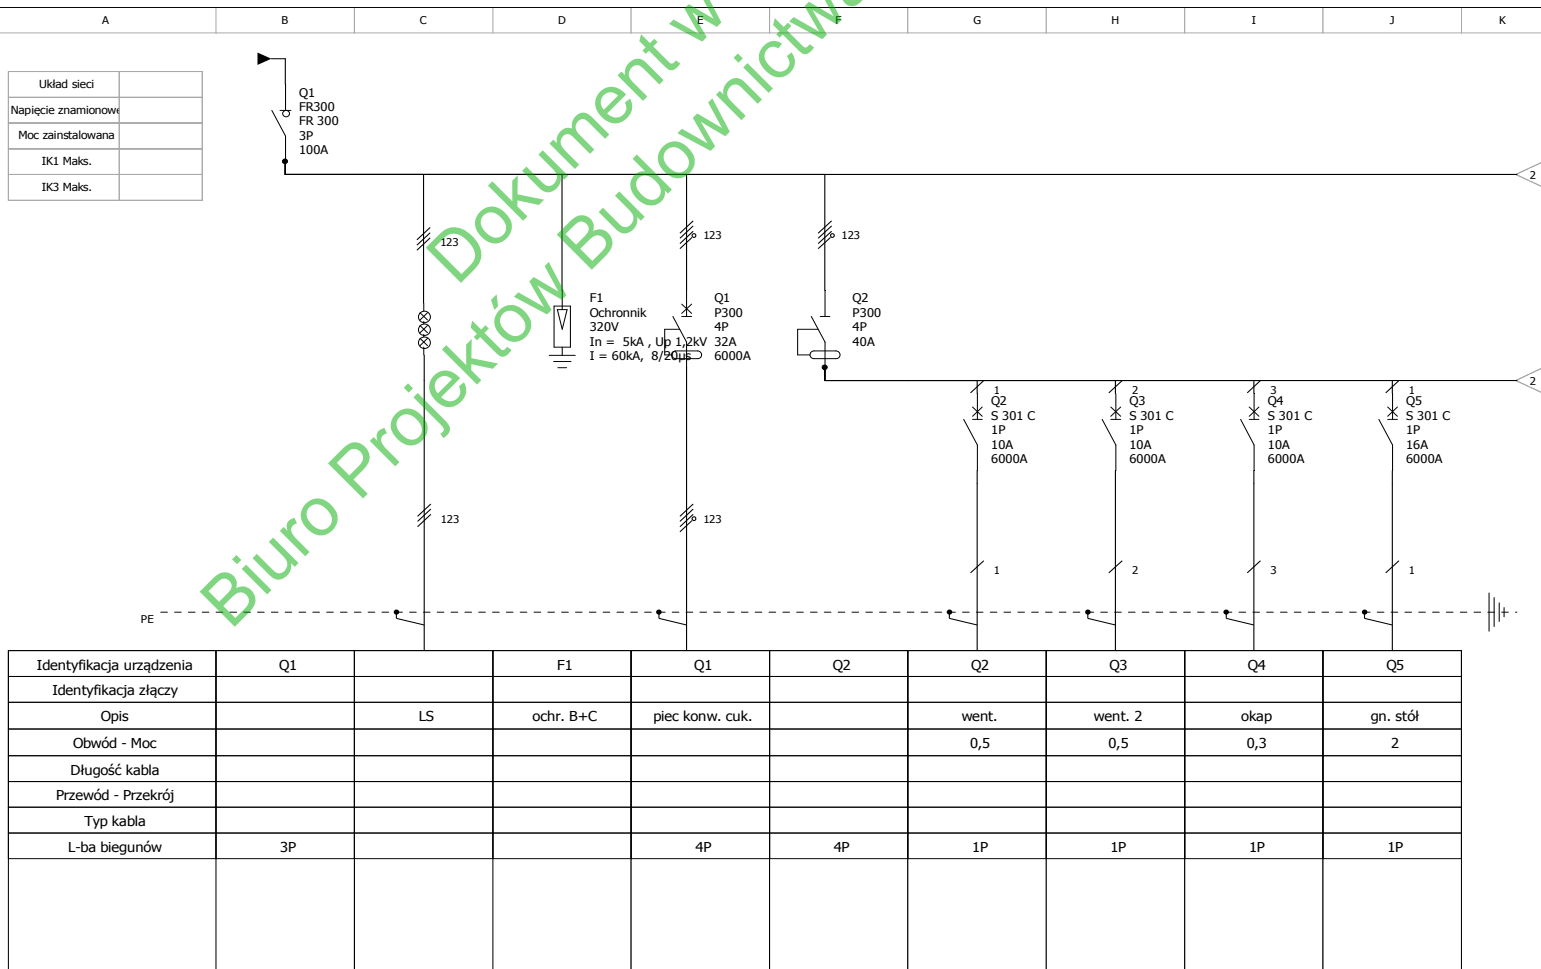 A B C D E F G H I J K
Układ sieci
Napięcie znamionowe
Moc zainstalowana
IK1 Maks.
IK3 Maks.
Q1
FR300
FR 300
3P
100A
2
123
123
123
F1
Ochronnik
320V
In = 5kA , Up 1,2kV
I = 60kA, 8/20µs
Q1
P300
4P
32A
6000A
Q2
P300
4P
40A
2
1
Q2
S 301 C
1P
10A
6000A
2
Q3
S 301 C
1P
10A
6000A
3
Q4
S 301 C
1P
10A
6000A
1
Q5
S 301 C
1P
16A
6000A
123
123
1
2
3
1
PE
Dokument w
Biuro Projektów Budownictwa
Identyfikacja urządzenia Q1 F1 Q1 Q2 Q2 Q3 Q4 Q5
Identyfikacja złączy
Opis LS ochr. B+C piec konw. cuk. went. went. 2 okap gn. stół
Obwód - Moc 0,5 0,5 0,3 2
Długość kabla
Przewód - Przekrój
Typ kabla
L-ba biegunów 3P 4P 4P 1P 1P 1P 1P